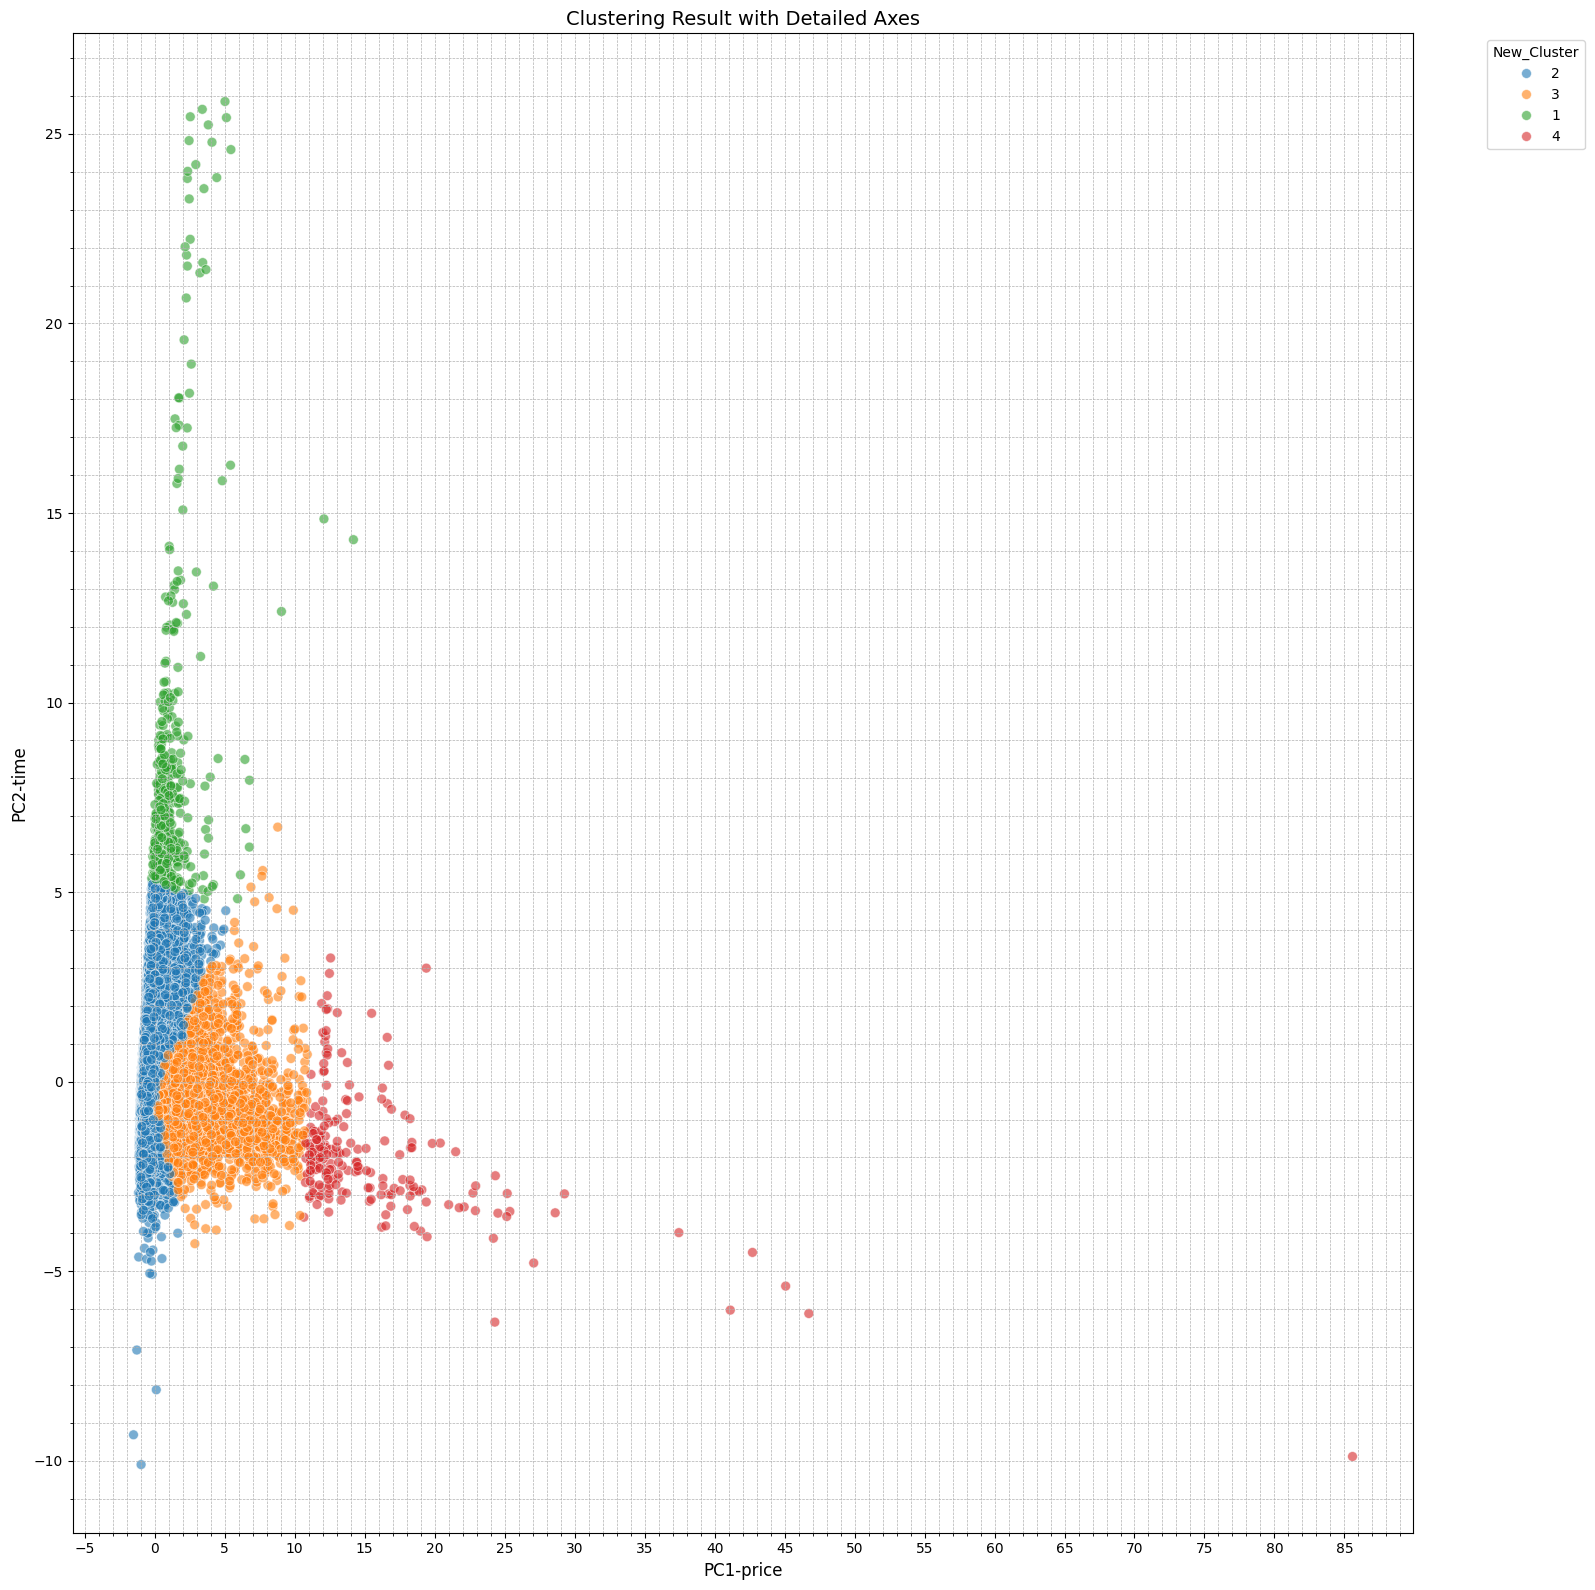 Clustering Result with Detailed Axes
New_Cluster
2
3
1
4
PC2-time
25
20
15
10
5
0
−5
−10
−5 0 5 10 15 20 25 30 35 40 45 50 55 60 65 70 75 80 85
PC1-price